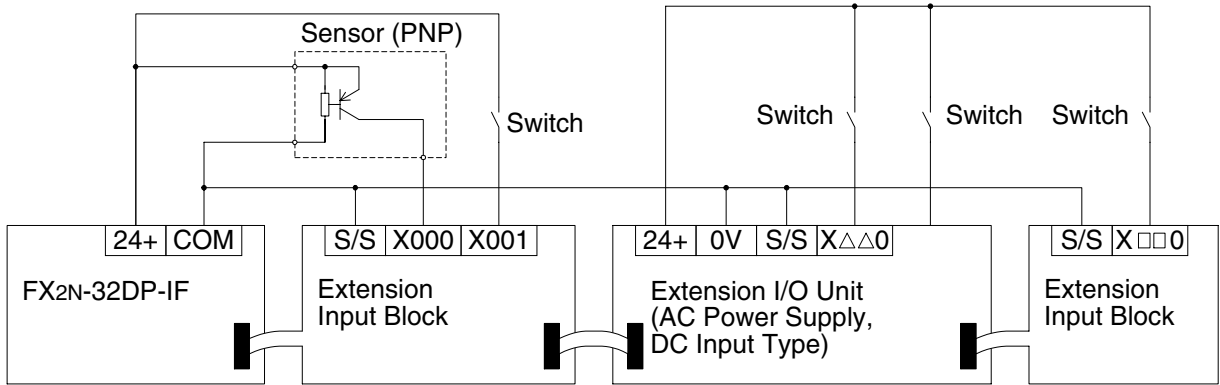 Sensor (PNP)
Switch
Switch
Switch
Switch
24+ COM
S/S X000 X001
24+ 0V S/S X△△0
S/S X□□0
FX2N-32DP-IF
Extension
Input Block
Extension I/O Unit
(AC Power Supply,
DC Input Type)
Extension
Input Block